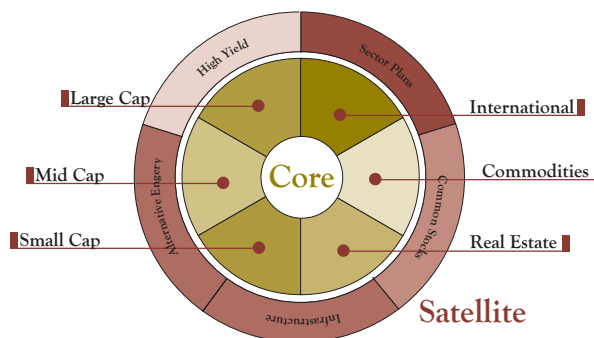 High Yield
Sector Plans
Large Cap
International
Mid Cap
Core
Commodities
Alternative Engery
Common Stocks
Small Cap
Real Estate
Infrastructure
Satellite